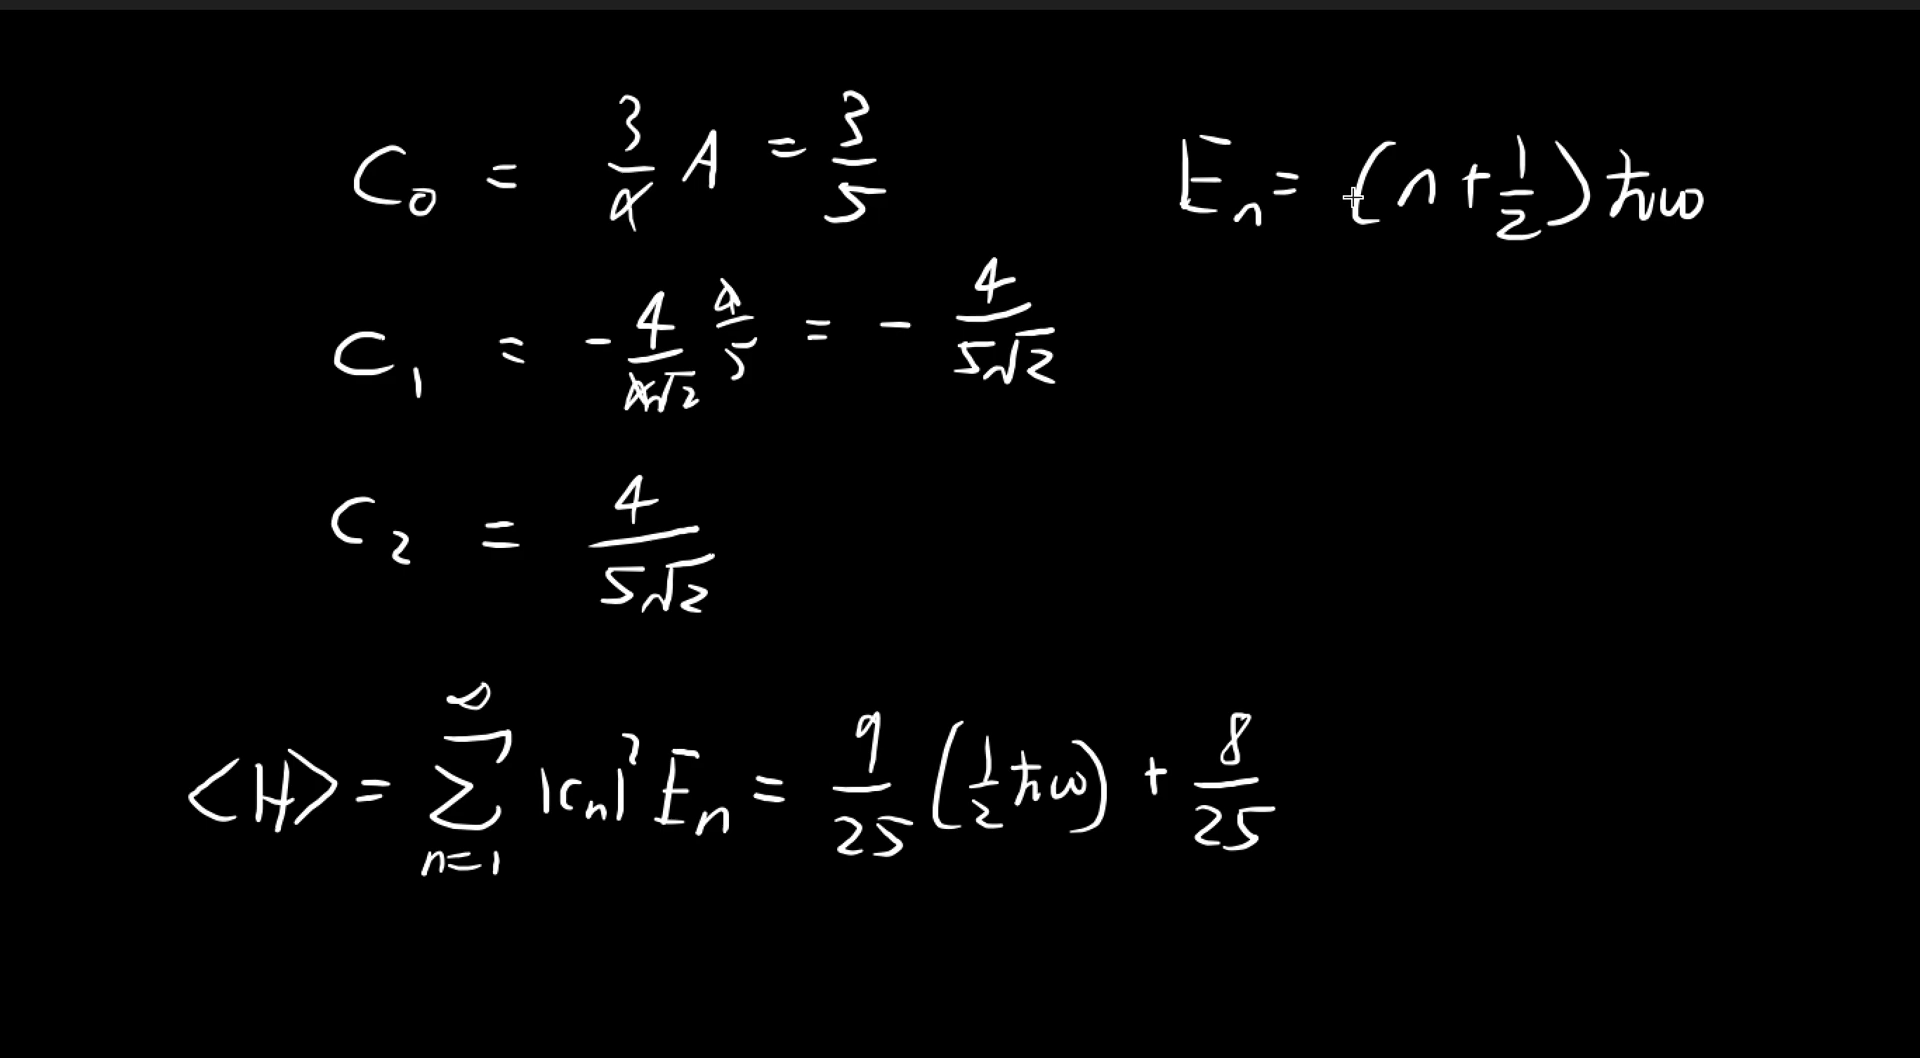 C₀ = 3/α A = 3/5
Eₙ = (n + 1/2) ℏω
C₁ = - 4/(α√2) α/5 = - 4/(5√2)
C₂ = 4/(5√2)
<H> = ∑ₙ₌₁^∞ |cₙ|² Eₙ = 9/25 (1/2 ℏω) + 8/25